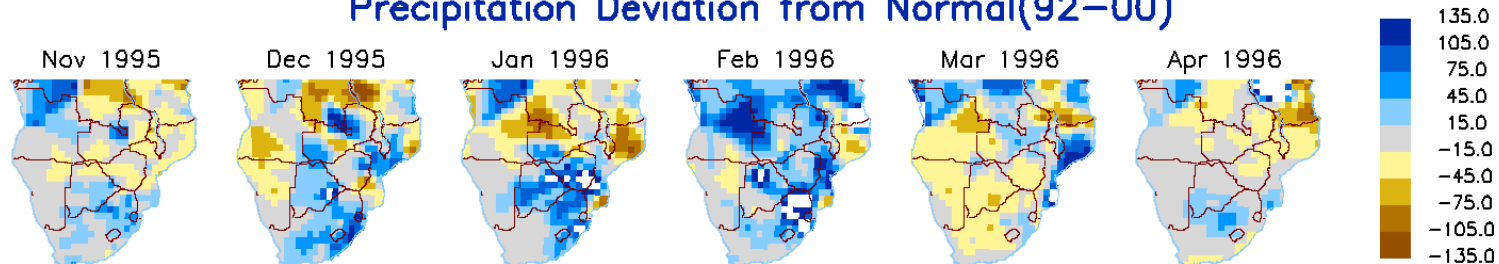 Precipitation Deviation from Normal(92-00)
Nov 1995
Dec 1995
Jan 1996
Feb 1996
Mar 1996
Apr 1996
135.0
105.0
75.0
45.0
15.0
-15.0
-45.0
-75.0
-105.0
-135.0